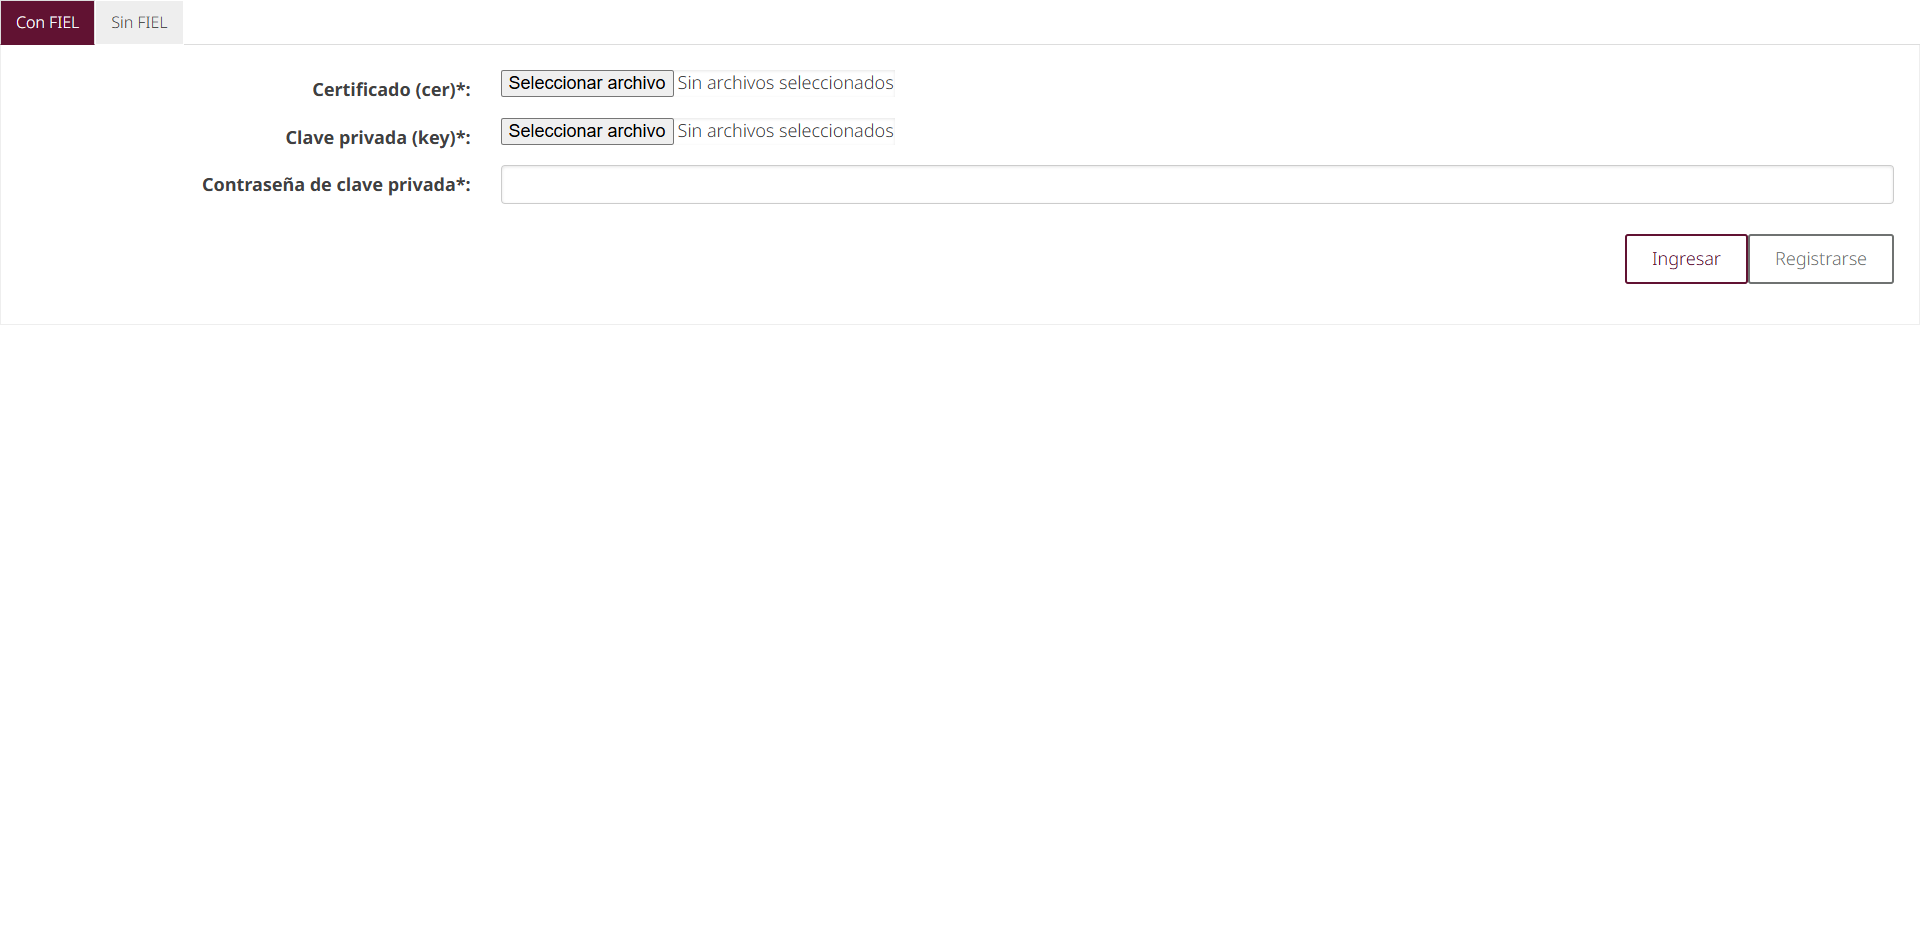 Con FIEL Sin FIEL
Certificado (cer)*: Seleccionar archivo Sin archivos seleccionados
Clave privada (key)*: Seleccionar archivo Sin archivos seleccionados
Contraseña de clave privada*:
Ingresar Registrarse